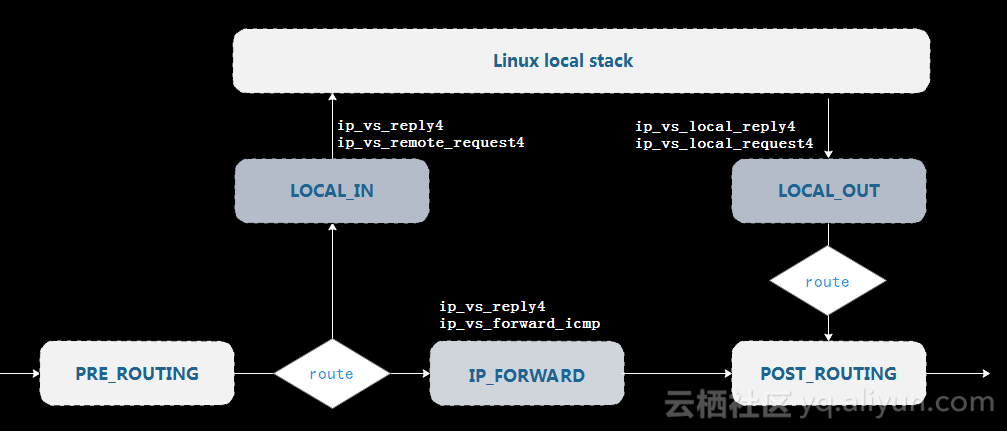 Linux local stack
ip_vs_reply4
ip_vs_remote_request4
ip_vs_local_reply4
ip_vs_local_request4
LOCAL_IN
LOCAL_OUT
route
ip_vs_reply4
ip_vs_forward_icmp
PRE_ROUTING
route
IP_FORWARD
POST_ROUTING
云栖社区 yq.aliyun.com